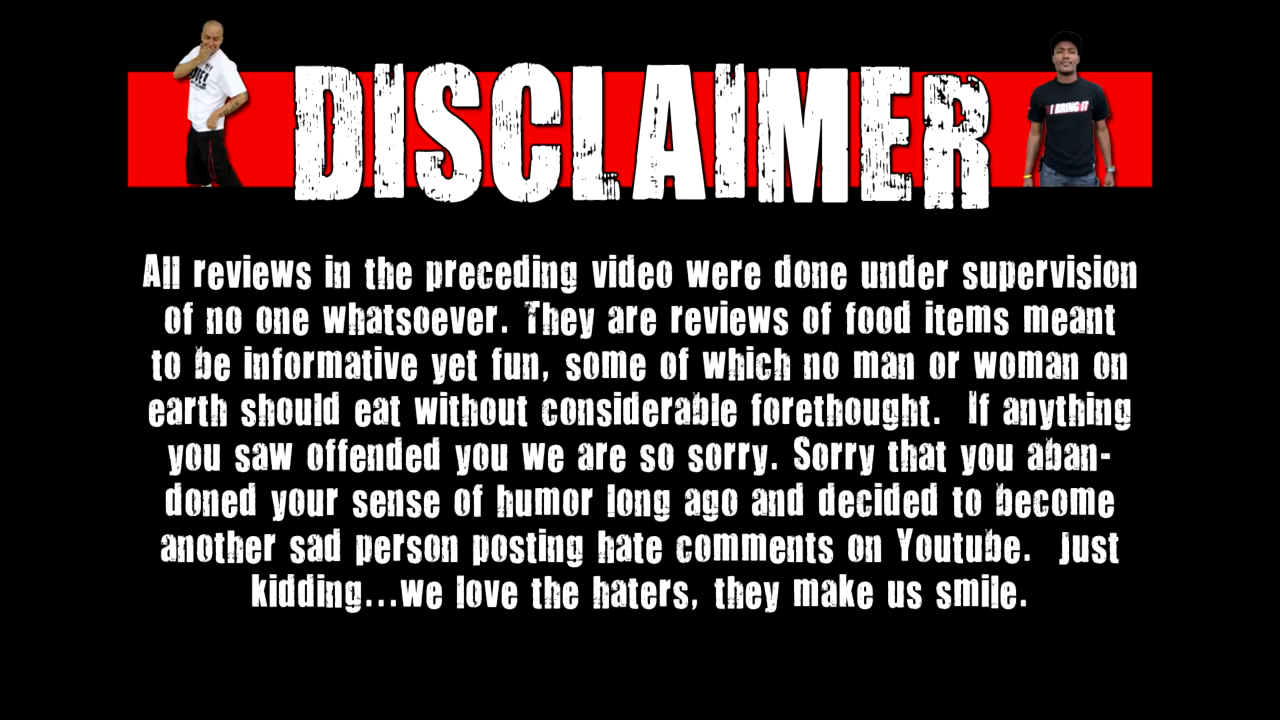 DISCLAIMER
I BRING IT
All reviews in the preceding video were done under supervision
of no one whatsoever. They are reviews of food items meant
to be informative yet fun, some of which no man or woman on
earth should eat without considerable forethought. If anything
you saw offended you we are so sorry. Sorry that you aban-
doned your sense of humor long ago and decided to become
another sad person posting hate comments on Youtube. Just
kidding...we love the haters, they make us smile.